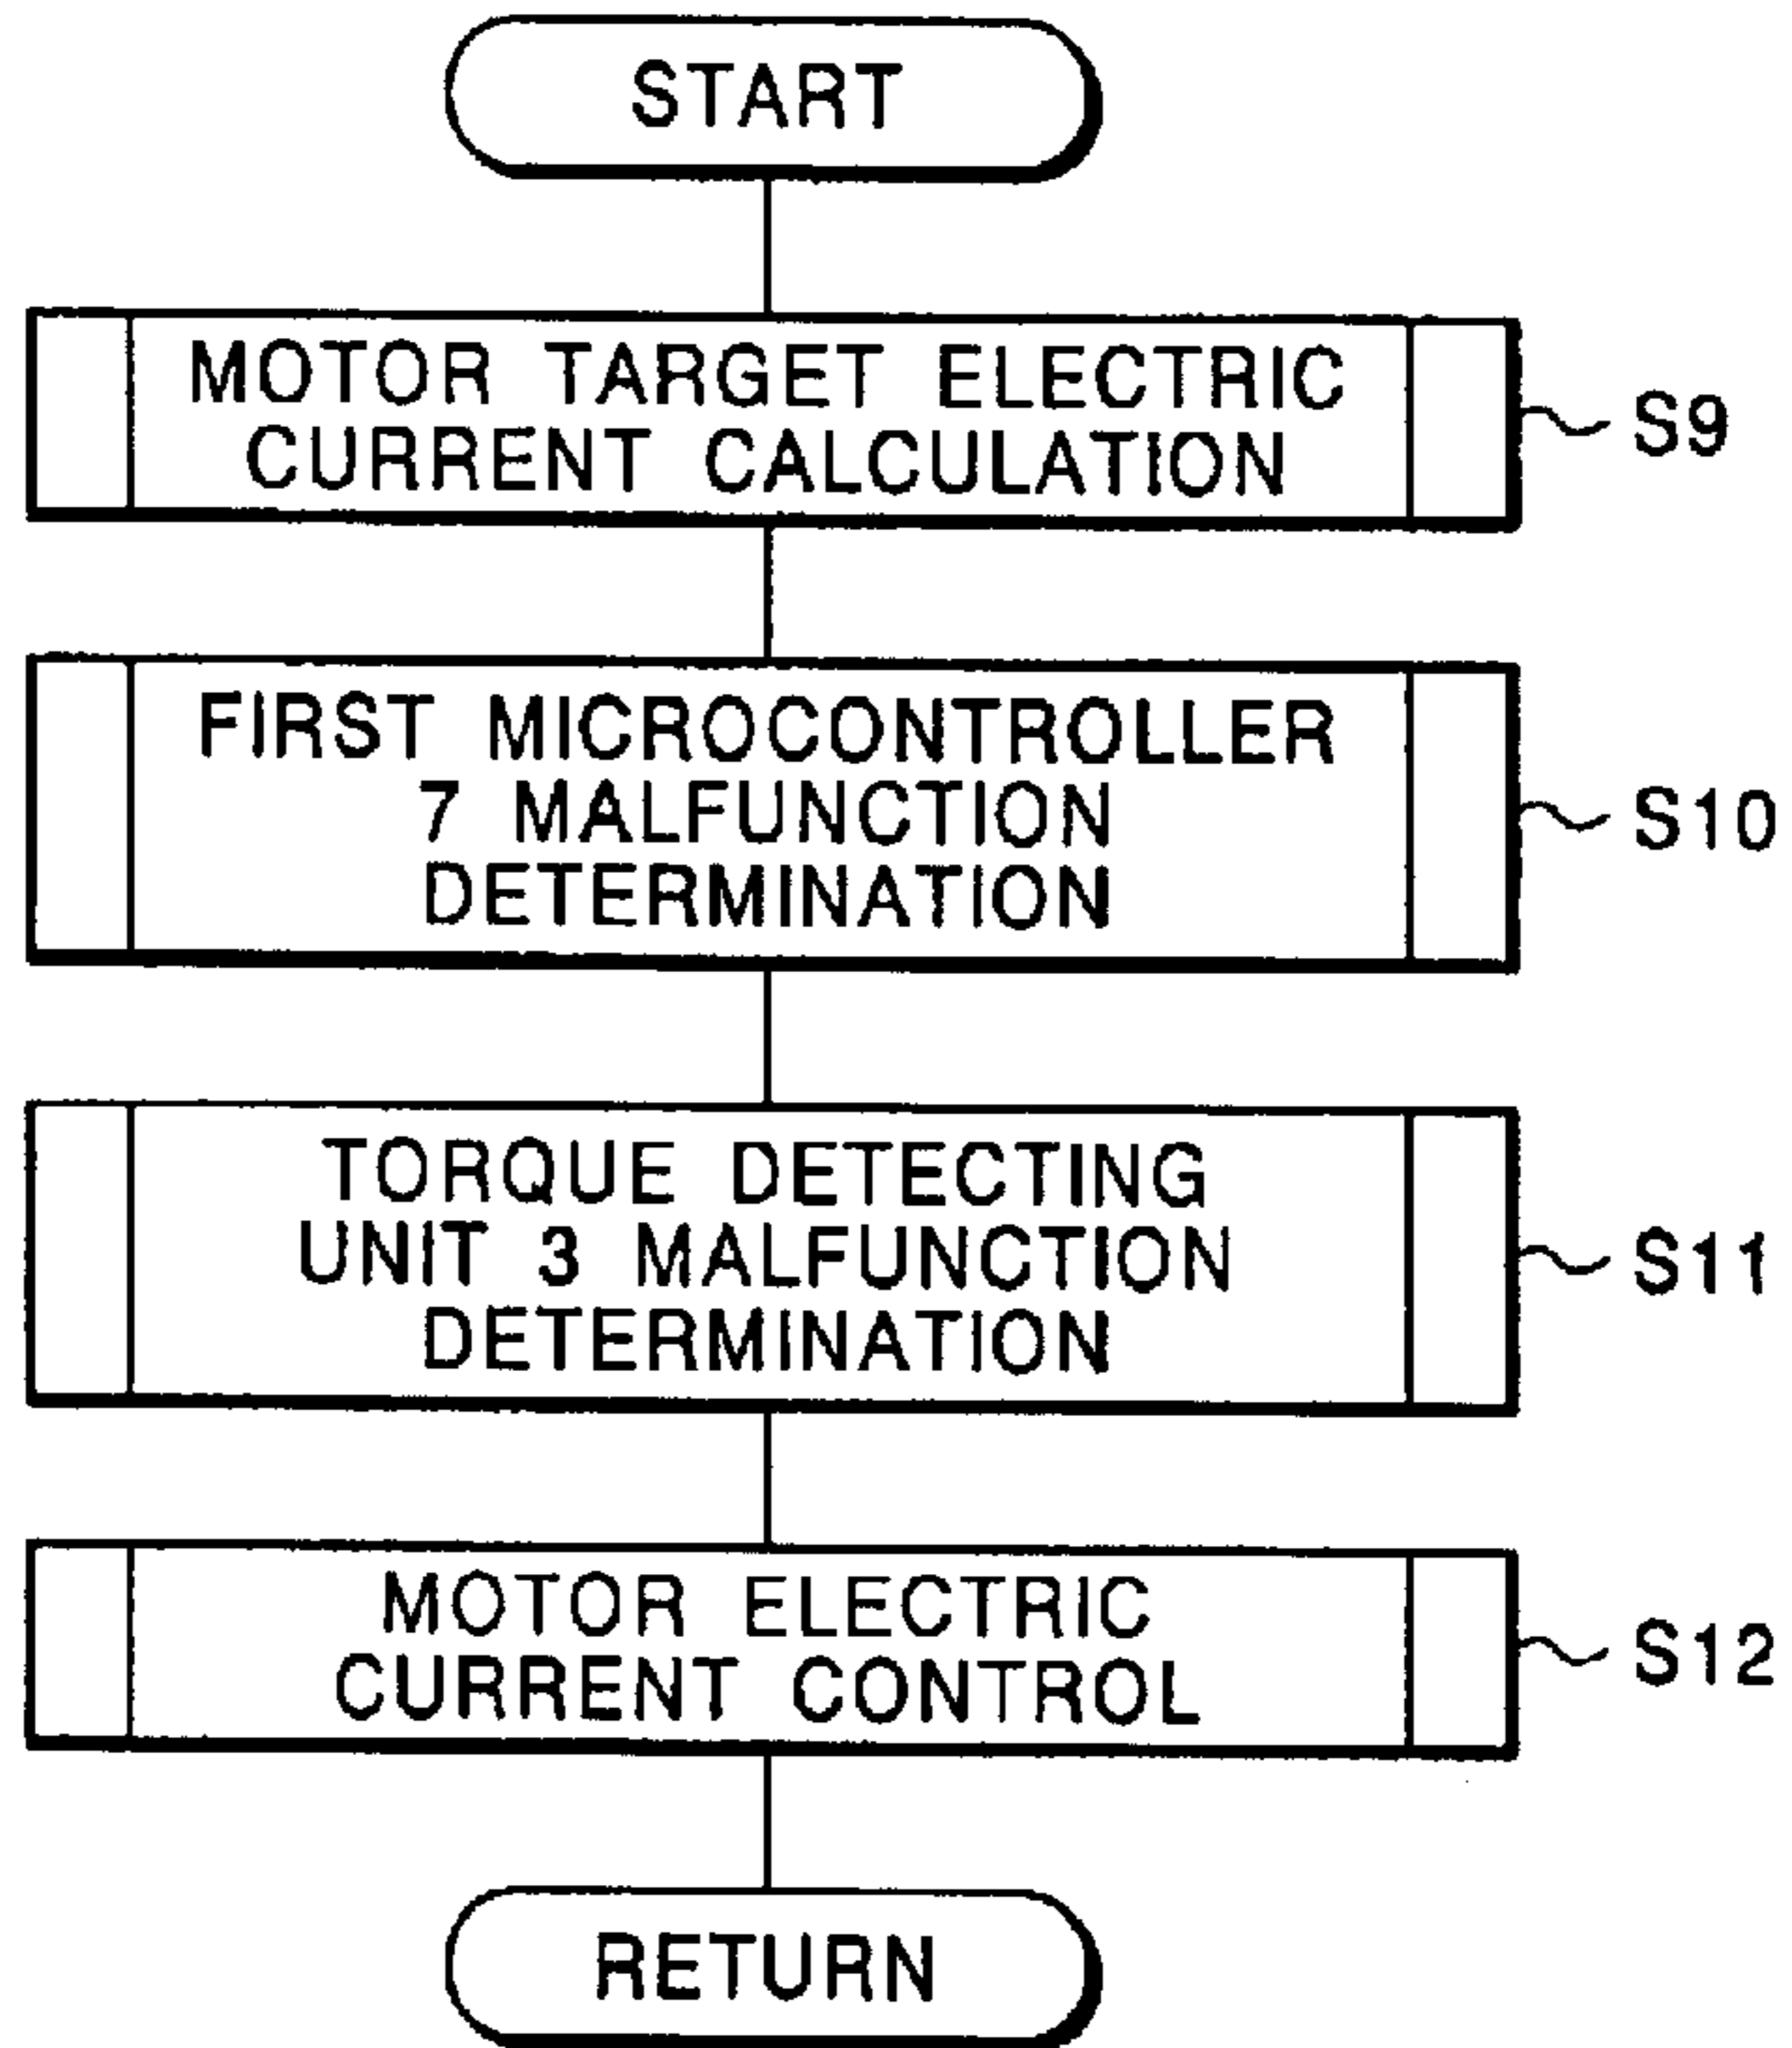 START
MOTOR TARGET ELECTRIC
CURRENT CALCULATION
S9
FIRST MICROCONTROLLER
7 MALFUNCTION
DETERMINATION
S10
TORQUE DETECTING
UNIT 3 MALFUNCTION
DETERMINATION
S11
MOTOR ELECTRIC
CURRENT CONTROL
S12
RETURN